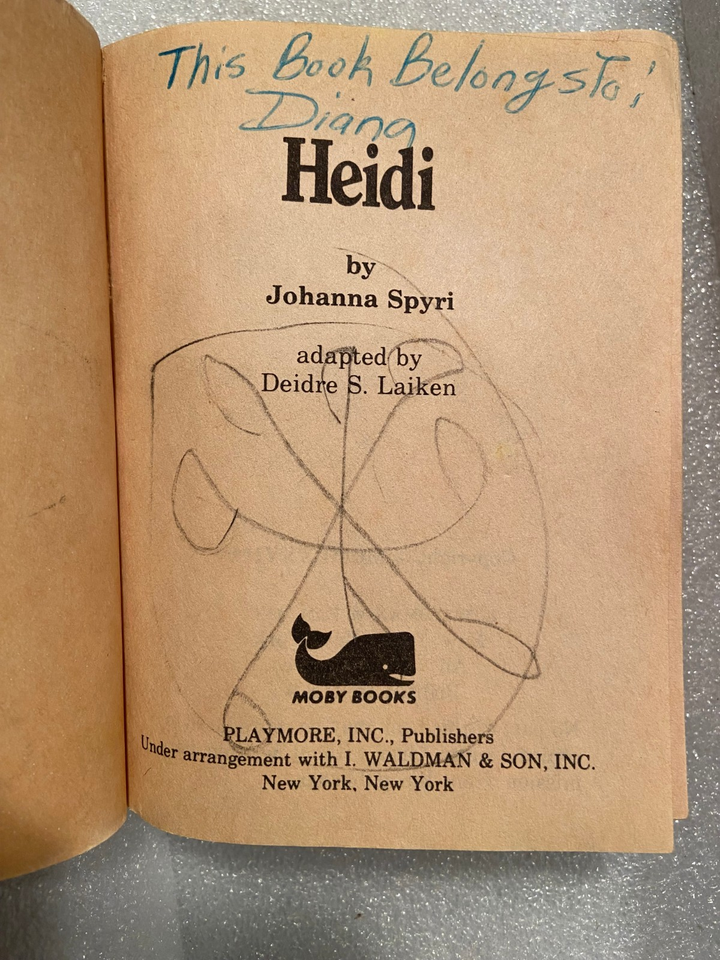 This Book Belongs To:
Diana
Heidi
by
Johanna Spyri
adapted by
Deidre S. Laiken
MOBY BOOKS
PLAYMORE, INC., Publishers
Under arrangement with I. WALDMAN & SON, INC.
New York, New York